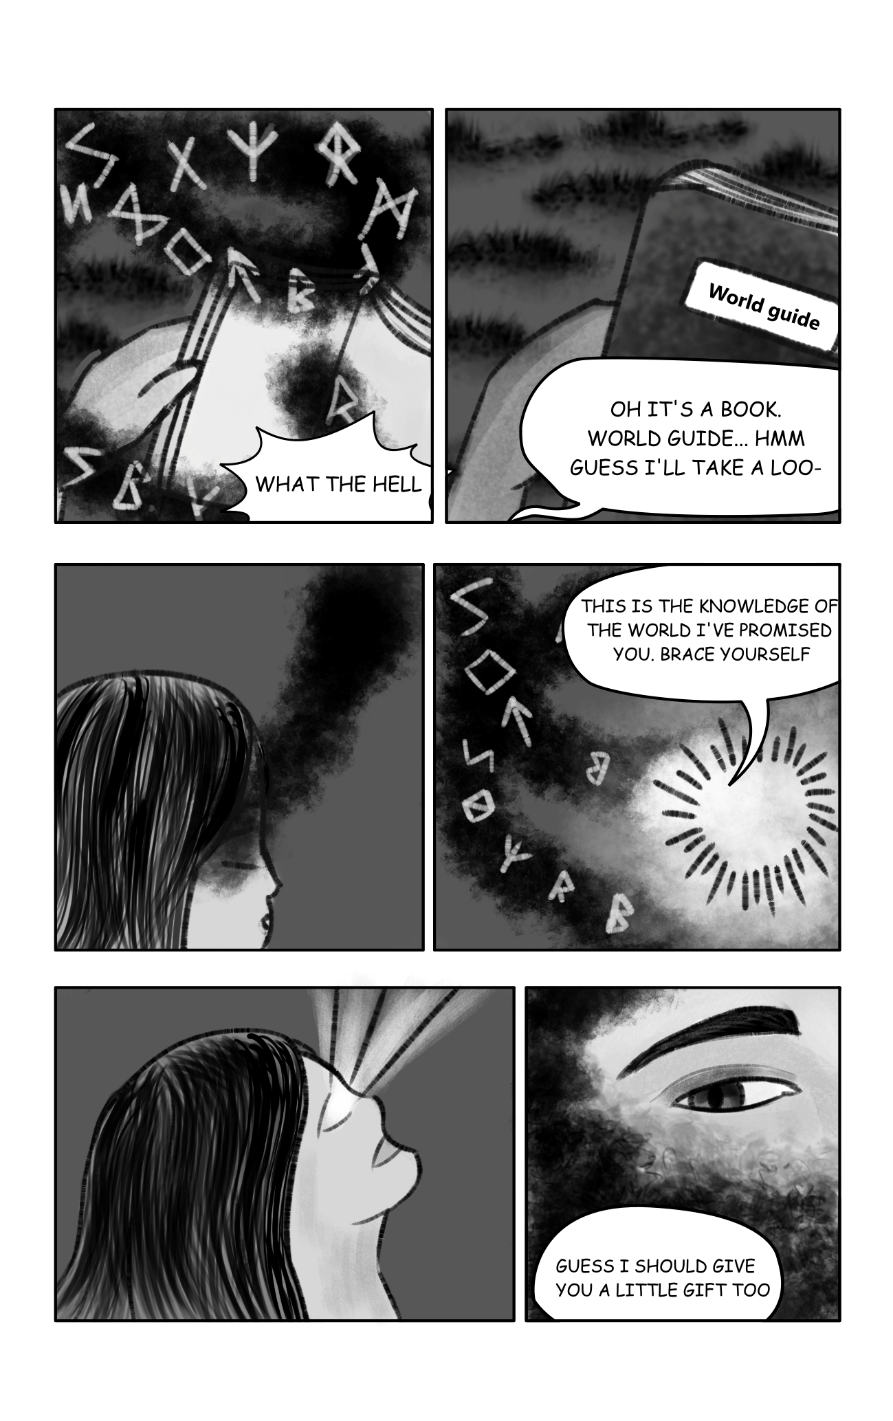 World guide
OH IT'S A BOOK.
WORLD GUIDE... HMM
GUESS I'LL TAKE A LOO-
WHAT THE HELL
THIS IS THE KNOWLEDGE OF
THE WORLD I'VE PROMISED
YOU. BRACE YOURSELF
GUESS I SHOULD GIVE
YOU A LITTLE GIFT TOO